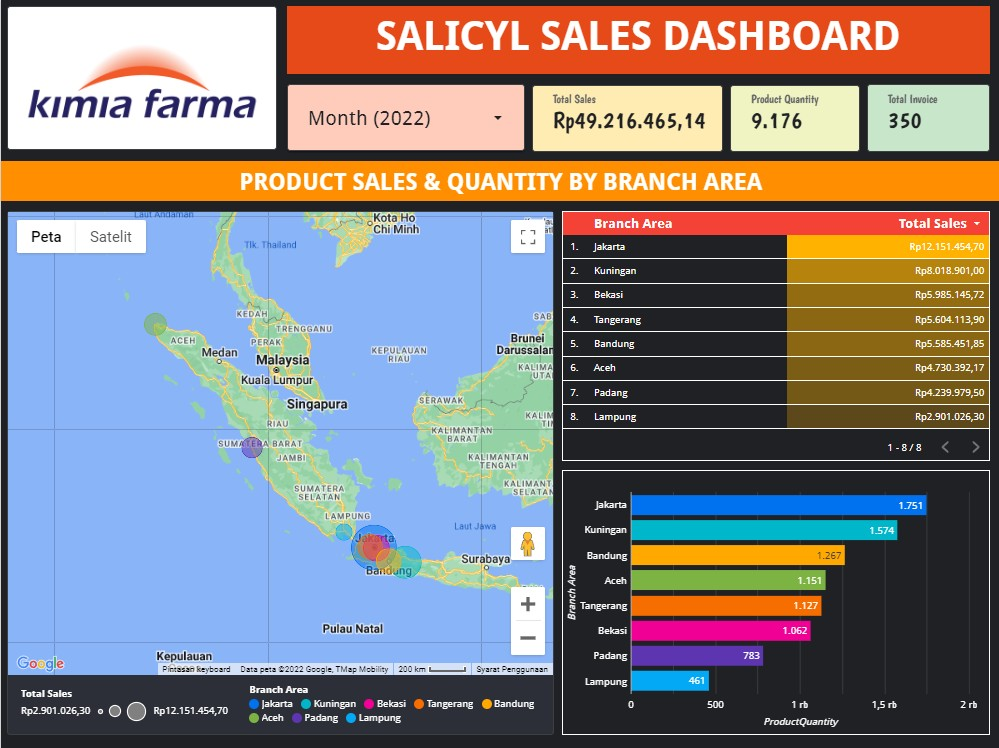 kimia farma
SALICYL SALES DASHBOARD
Month (2022)
Total Sales
Rp49.216.465,14
Product Quantity
9.176
Total Invoice
350
PRODUCT SALES & QUANTITY BY BRANCH AREA
Peta Satelit
Laut Andaman
Kota Ho
Chi Minh
Tlk. Thailand
KEDAH
TRENGGANU
ACEH
PERAK
Medan
Malaysia
Kuala Lumpur
KEPULAUAN
RIAU
Brunei
Darussalam
Singapura
SERAWAK
RIAU
KALIMANTAN
BARAT
SUMATERA BARAT
JAMBI
KALIMANTAN
TENGAH
SUMATERA
SELATAN
LAMPUNG
Laut Jawa
Jakarta
Bandung
Surabaya
Pulau Natal
Kepulauan
Google
Pintasan keyboard Data peta ©2022 Google, TMap Mobility 200 km Syarat Penggunaan
Total Sales
Rp2.901.026,30 Rp12.151.454,70
Branch Area
Jakarta Kuningan Bekasi Tangerang Bandung
Aceh Padang Lampung
Branch Area Total Sales
1. Jakarta Rp12.151.454,70
2. Kuningan Rp8.018.901,00
3. Bekasi Rp5.985.145,72
4. Tangerang Rp5.604.113,90
5. Bandung Rp5.585.451,85
6. Aceh Rp4.730.392,17
7. Padang Rp4.239.979,50
8. Lampung Rp2.901.026,30
1 - 8 / 8
Branch Area
Jakarta 1.751
Kuningan 1.574
Bandung 1.267
Aceh 1.151
Tangerang 1.127
Bekasi 1.062
Padang 783
Lampung 461
0 500 1 rb 1,5 rb 2 rb
ProductQuantity